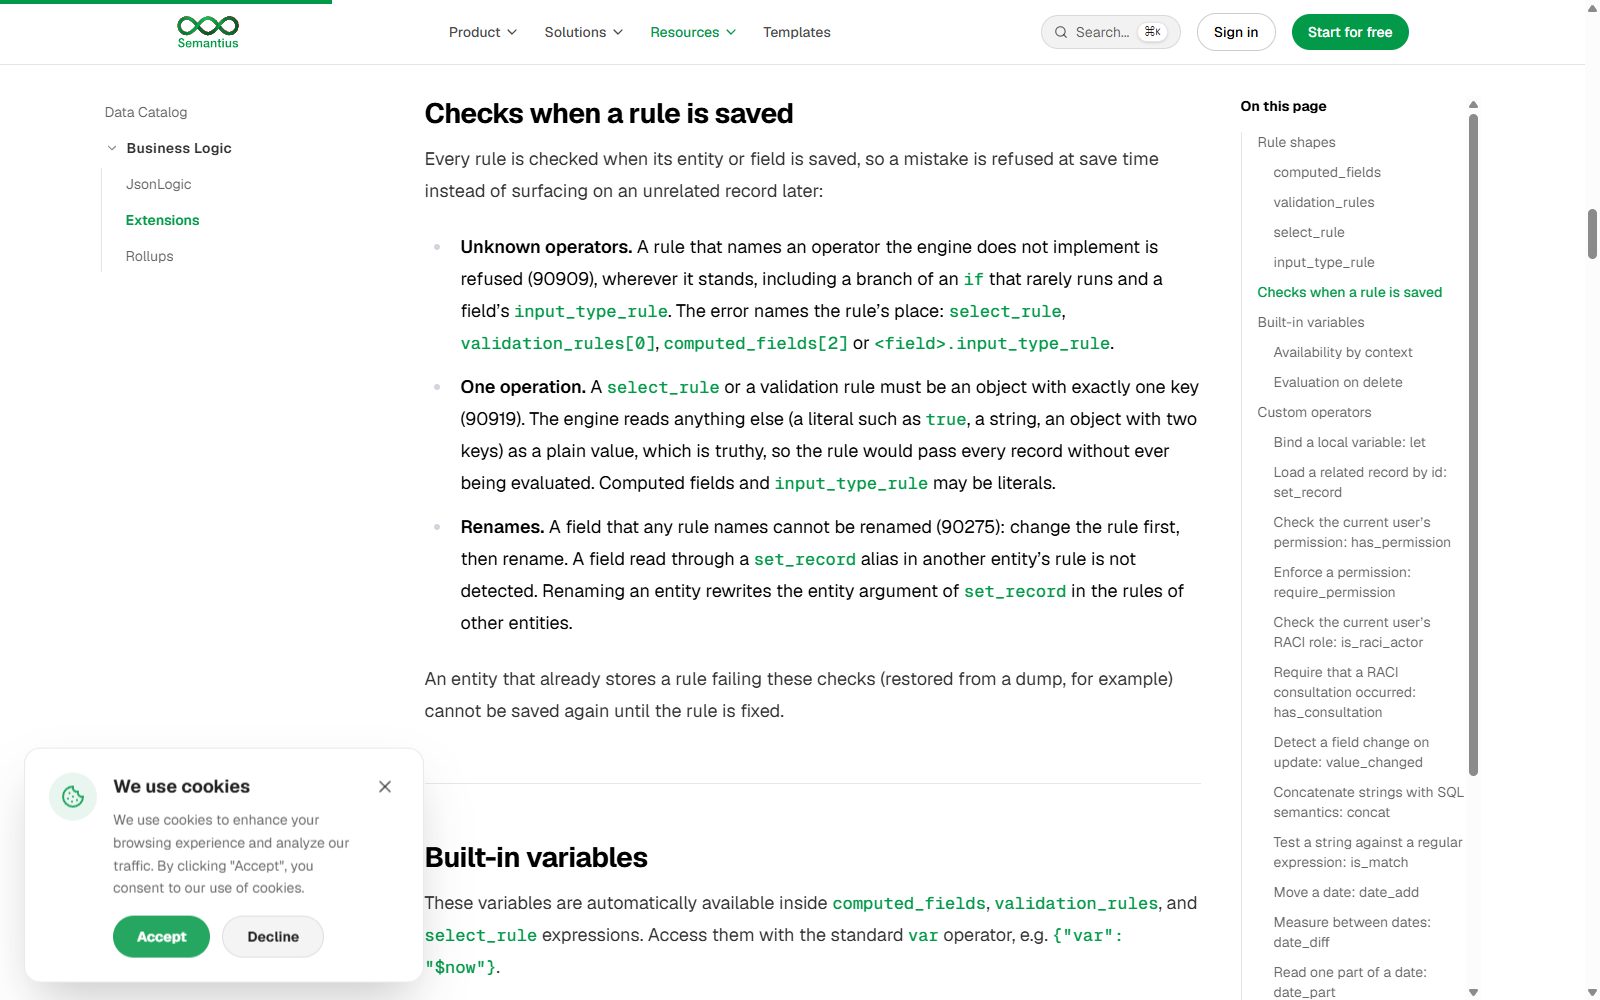 Semantius
Product
Solutions
Resources
Templates
Search...
⌘K
Sign in
Start for free
Data Catalog
Business Logic
JsonLogic
Extensions
Rollups
Checks when a rule is saved
Every rule is checked when its entity or field is saved, so a mistake is refused at save time
instead of surfacing on an unrelated record later:
Unknown operators. A rule that names an operator the engine does not implement is
refused (90909), wherever it stands, including a branch of an if that rarely runs and a
field’s input_type_rule. The error names the rule’s place: select_rule,
validation_rules[0], computed_fields[2] or <field>.input_type_rule.
One operation. A select_rule or a validation rule must be an object with exactly one key
(90919). The engine reads anything else (a literal such as true, a string, an object with two
keys) as a plain value, which is truthy, so the rule would pass every record without ever
being evaluated. Computed fields and input_type_rule may be literals.
Renames. A field that any rule names cannot be renamed (90275): change the rule first,
then rename. A field read through a set_record alias in another entity’s rule is not
detected. Renaming an entity rewrites the entity argument of set_record in the rules of
other entities.
An entity that already stores a rule failing these checks (restored from a dump, for example)
cannot be saved again until the rule is fixed.
Built-in variables
These variables are automatically available inside computed_fields, validation_rules, and
select_rule expressions. Access them with the standard var operator, e.g. {"var":
"$now"}.
On this page
Rule shapes
computed_fields
validation_rules
select_rule
input_type_rule
Checks when a rule is saved
Built-in variables
Availability by context
Evaluation on delete
Custom operators
Bind a local variable: let
Load a related record by id:
set_record
Check the current user’s
permission: has_permission
Enforce a permission:
require_permission
Check the current user’s
RACI role: is_raci_actor
Require that a RACI
consultation occurred:
has_consultation
Detect a field change on
update: value_changed
Concatenate strings with SQL
semantics: concat
Test a string against a regular
expression: is_match
Move a date: date_add
Measure between dates:
date_diff
Read one part of a date:
date_part
We use cookies
We use cookies to enhance your
browsing experience and analyze our
traffic. By clicking "Accept", you
consent to our use of cookies.
Accept
Decline